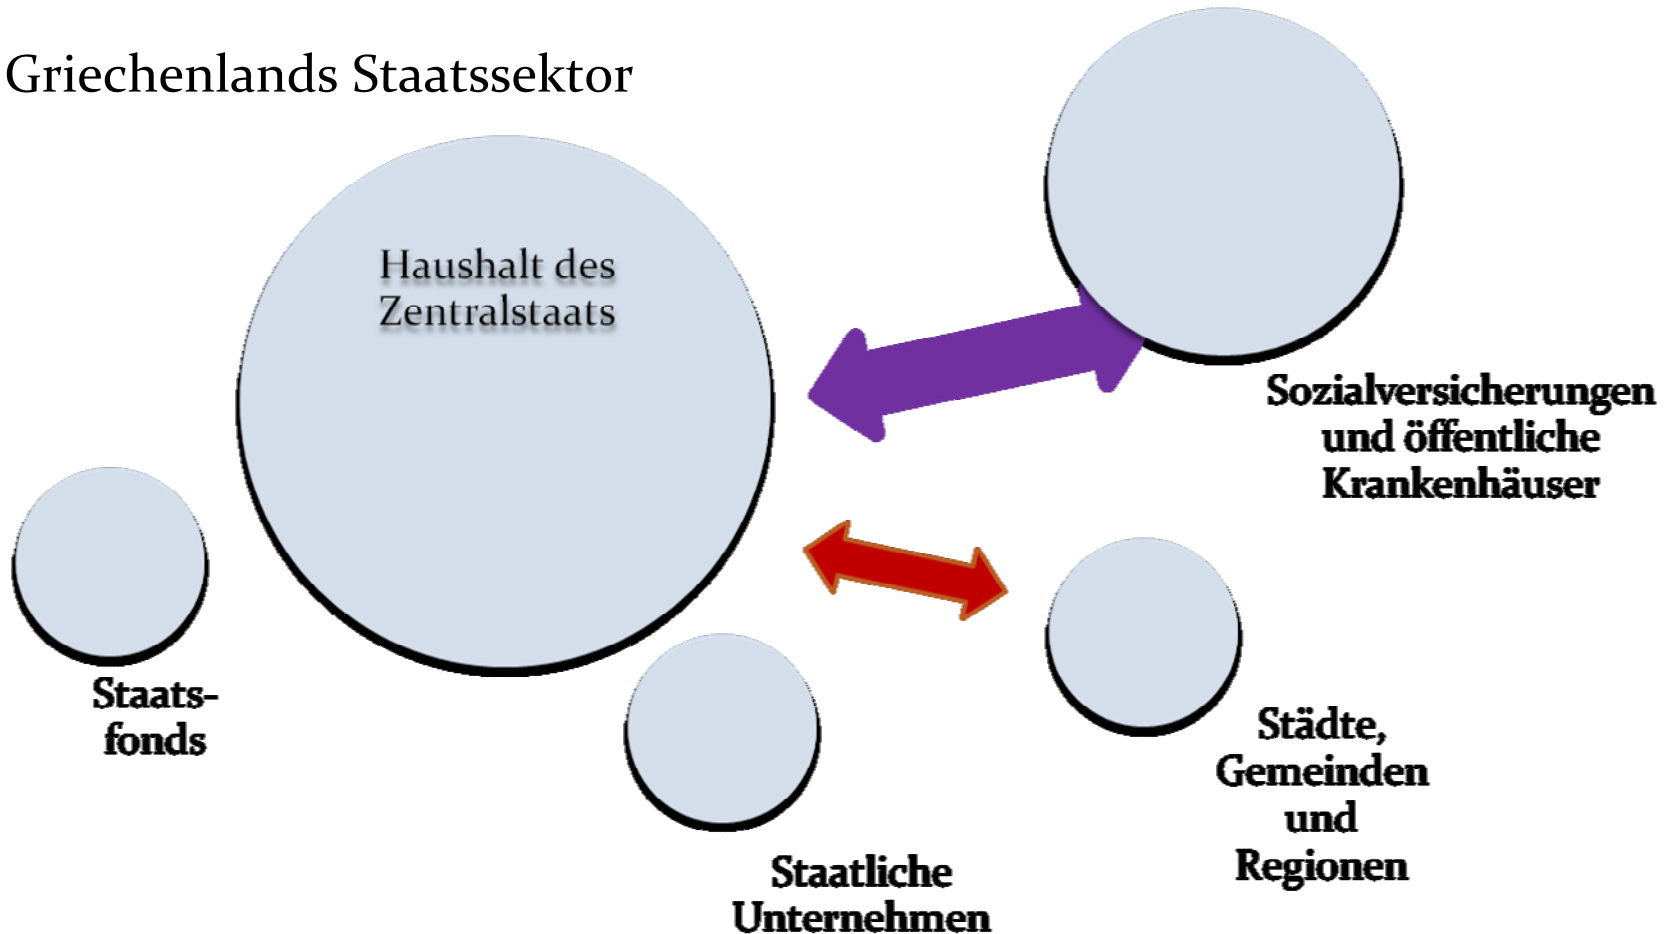 Griechenlands Staatssektor
Haushalt des
Zentralstaats
Sozialversicherungen
und öffentliche
Krankenhäuser
Staats-
fonds
Städte,
Gemeinden
und
Regionen
Staatliche
Unternehmen